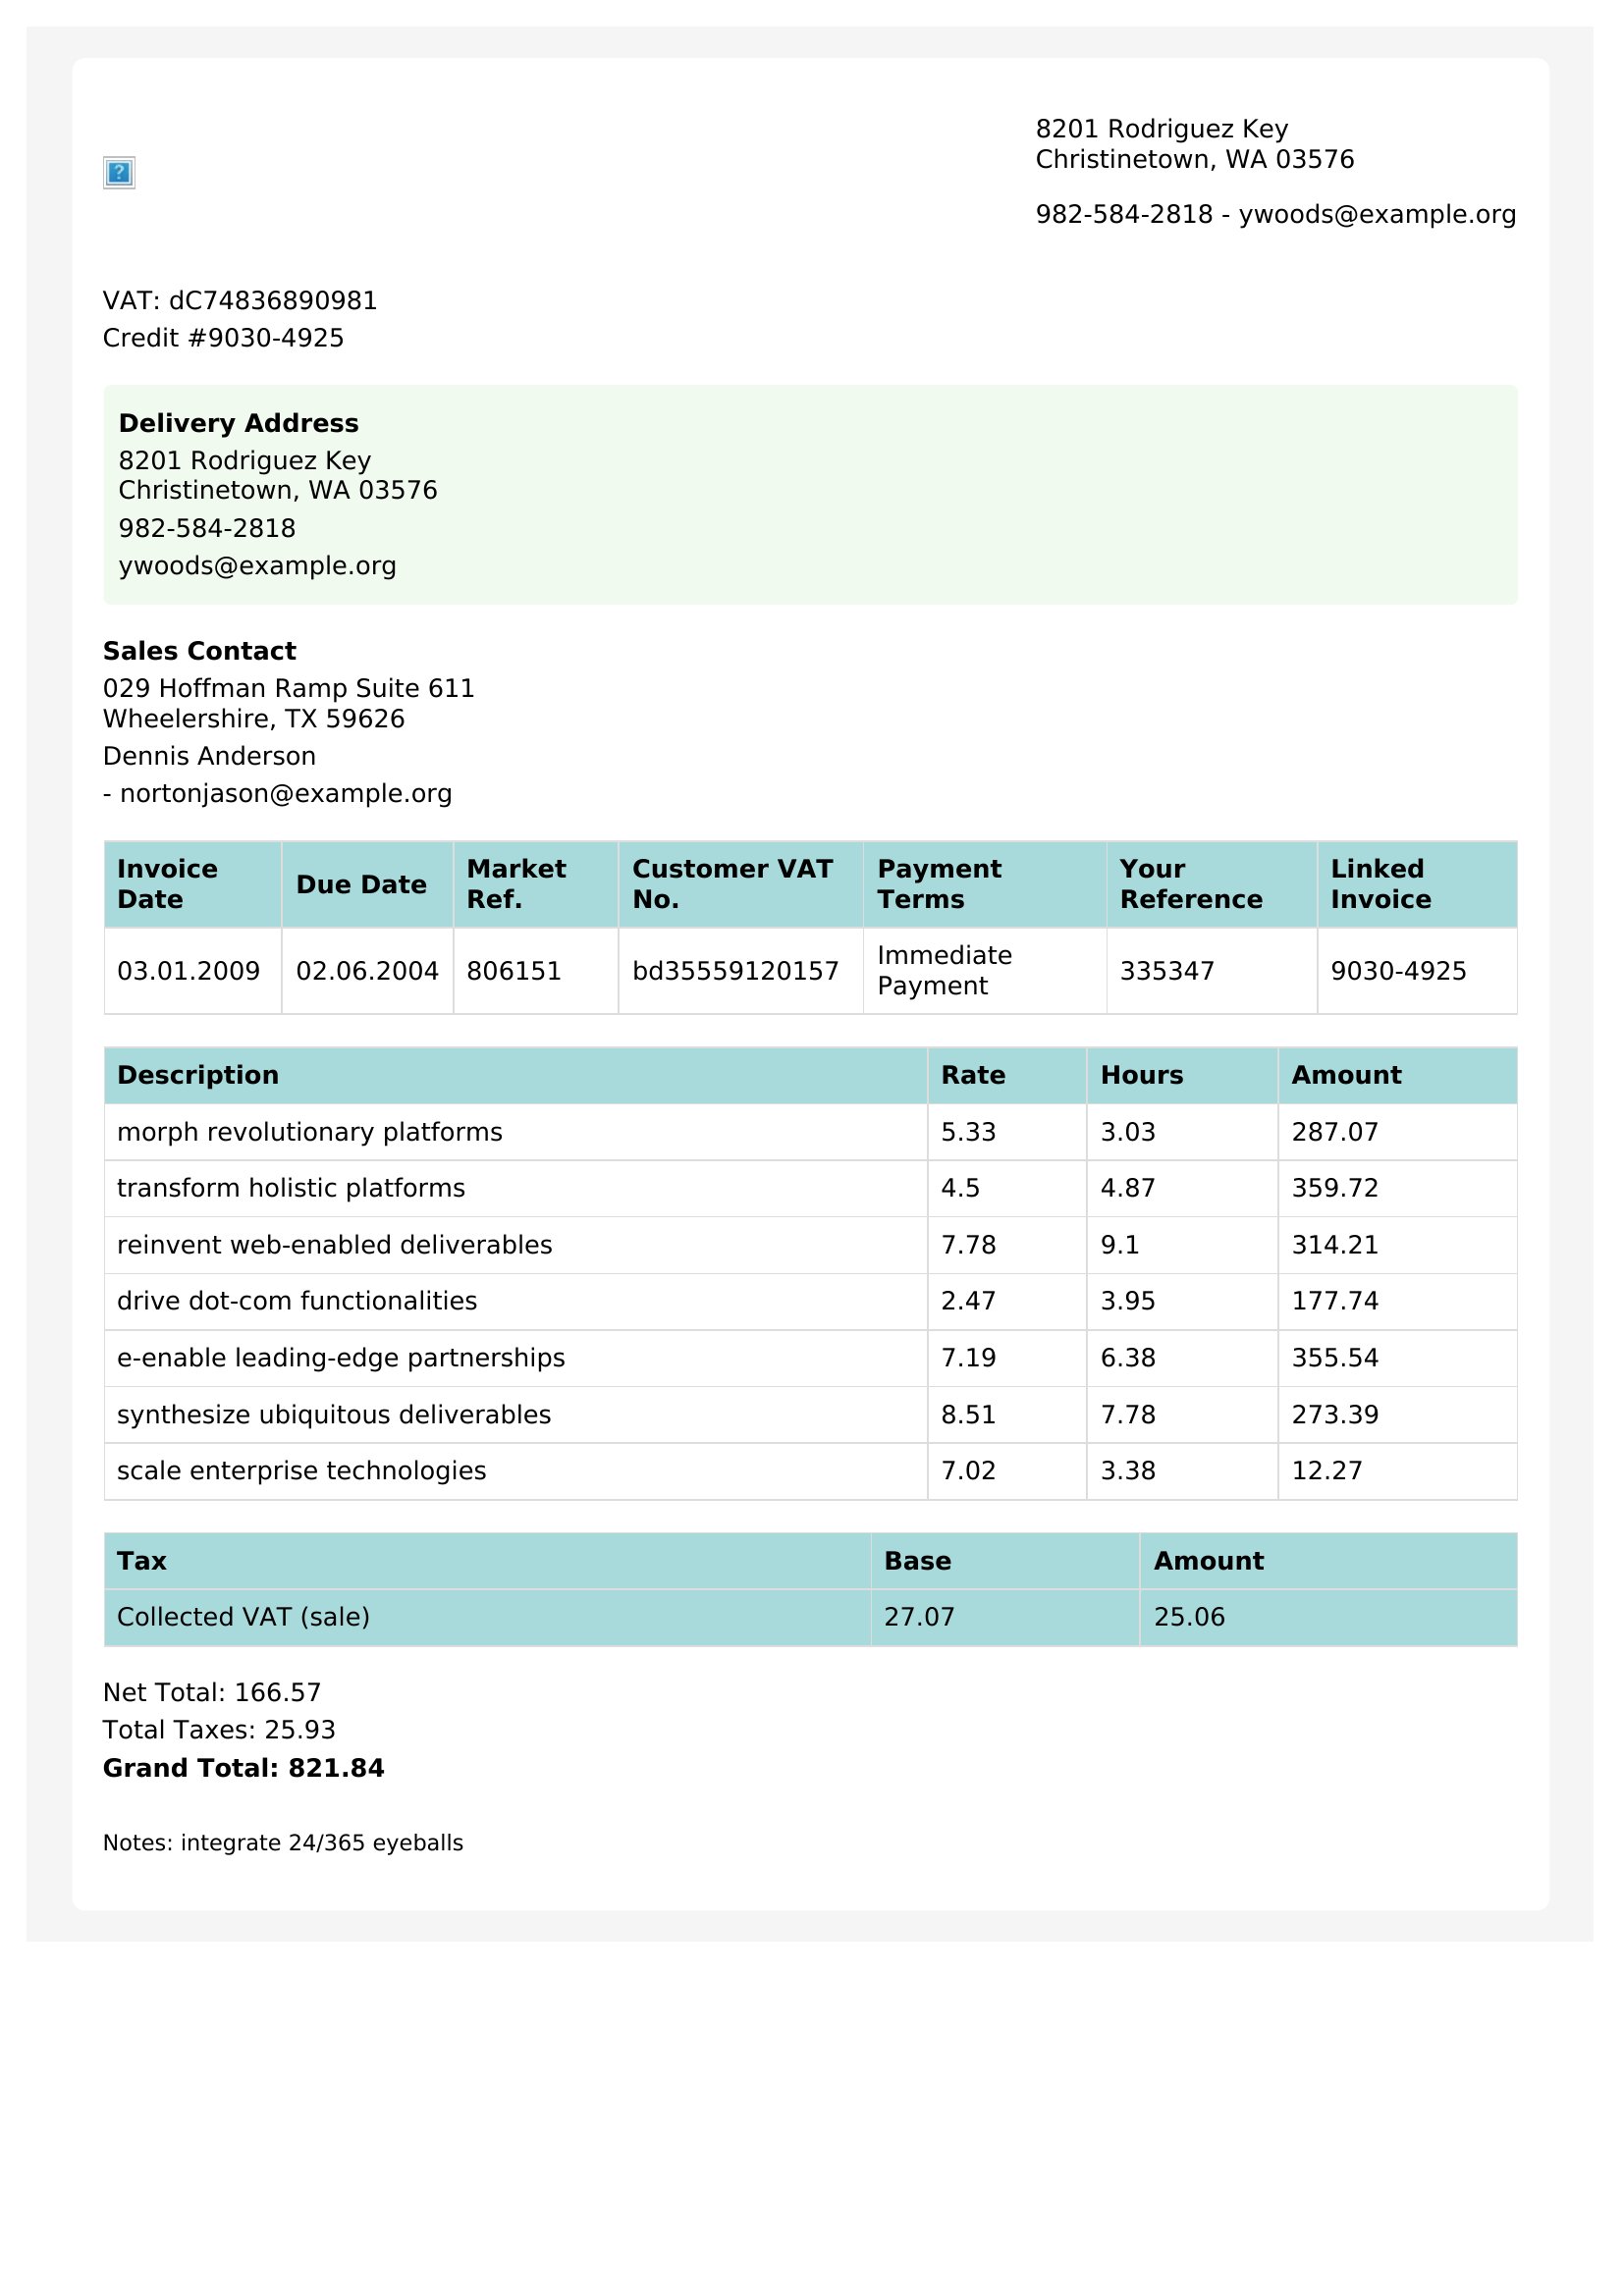 8201 Rodriguez Key
Christinetown, WA 03576
982-584-2818 - ywoods@example.org
VAT: dC74836890981
Credit #9030-4925
Delivery Address
8201 Rodriguez Key
Christinetown, WA 03576
982-584-2818
ywoods@example.org
Sales Contact
029 Hoffman Ramp Suite 611
Wheelershire, TX 59626
Dennis Anderson
- nortonjason@example.org
Invoice Date Due Date Market Ref. Customer VAT No. Payment Terms Your Reference Linked Invoice
03.01.2009 02.06.2004 806151 bd35559120157 Immediate Payment 335347 9030-4925
Description Rate Hours Amount
morph revolutionary platforms 5.33 3.03 287.07
transform holistic platforms 4.5 4.87 359.72
reinvent web-enabled deliverables 7.78 9.1 314.21
drive dot-com functionalities 2.47 3.95 177.74
e-enable leading-edge partnerships 7.19 6.38 355.54
synthesize ubiquitous deliverables 8.51 7.78 273.39
scale enterprise technologies 7.02 3.38 12.27
Tax Base Amount
Collected VAT (sale) 27.07 25.06
Net Total: 166.57
Total Taxes: 25.93
Grand Total: 821.84
Notes: integrate 24/365 eyeballs